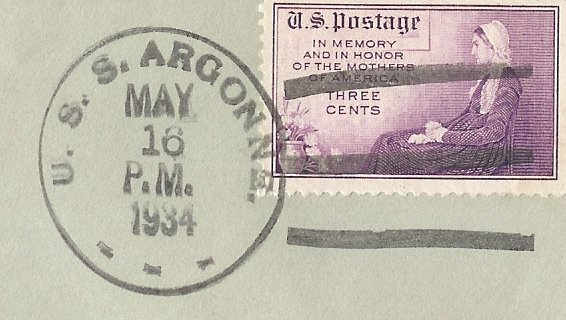 U. S. S. ARGONNE.
MAY
16
P.M.
1934
U.S. Postage
IN MEMORY
AND IN HONOR
OF THE MOTHERS
OF AMERICA
THREE
CENTS